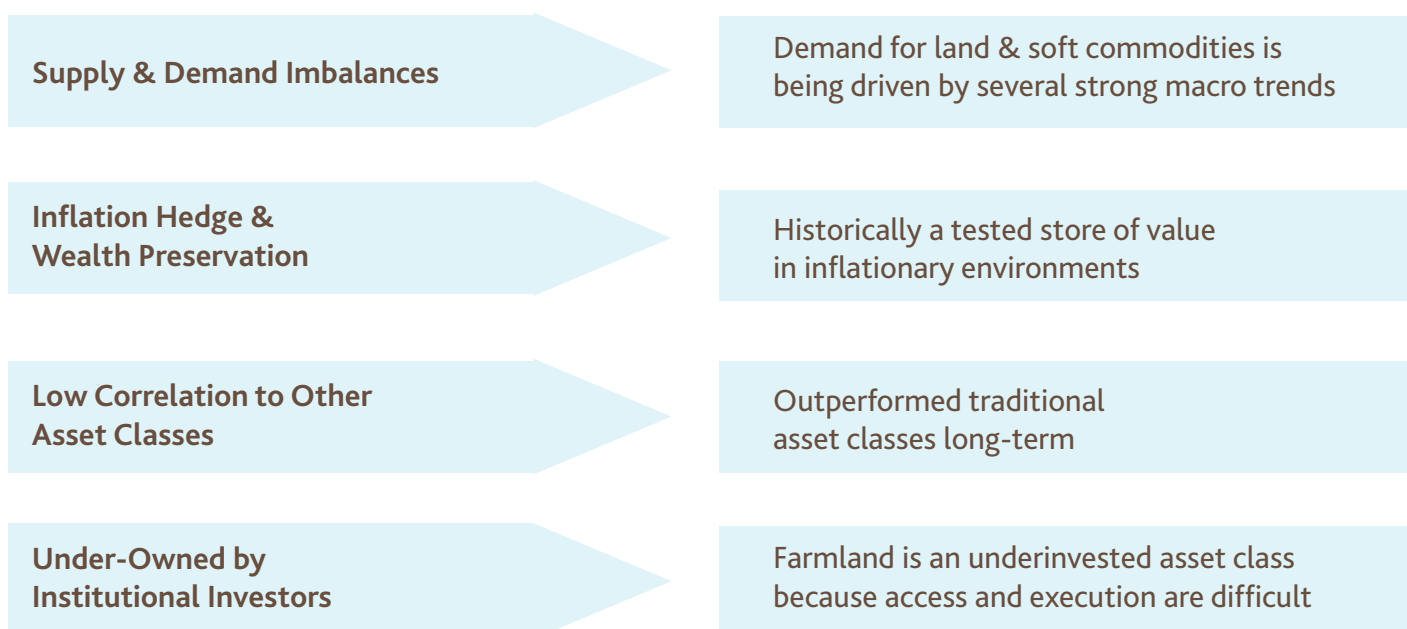 Supply & Demand Imbalances
Demand for land & soft commodities is
being driven by several strong macro trends
Inflation Hedge &
Wealth Preservation
Historically a tested store of value
in inflationary environments
Low Correlation to Other
Asset Classes
Outperformed traditional
asset classes long-term
Under-Owned by
Institutional Investors
Farmland is an underinvested asset class
because access and execution are difficult